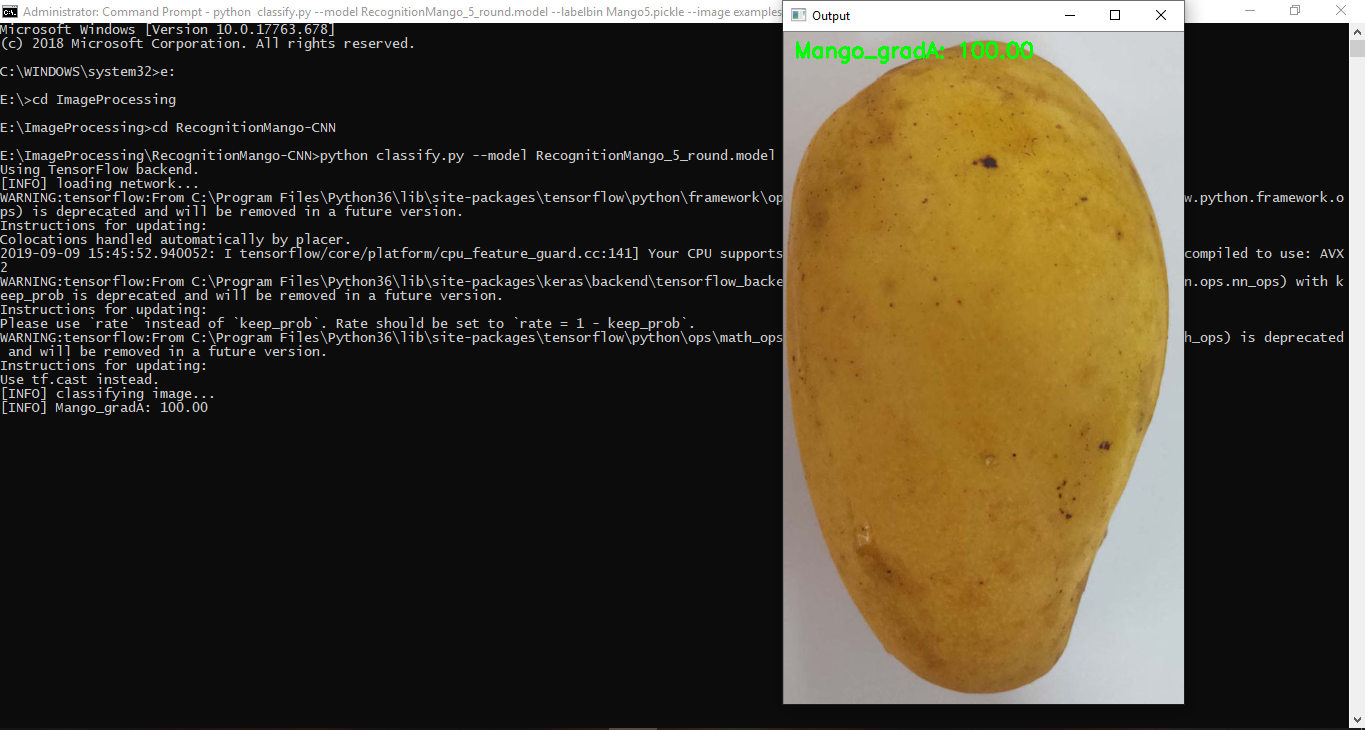 Administrator: Command Prompt - python classify.py --model RecognitionMango_5_round.model --labelbin Mango5.pickle --image examples
Output
Microsoft Windows [Version 10.0.17763.678]
(c) 2018 Microsoft Corporation. All rights reserved.
C:\WINDOWS\system32>e:
E:\>cd ImageProcessing
E:\ImageProcessing>cd RecognitionMango-CNN
E:\ImageProcessing\RecognitionMango-CNN>python classify.py --model RecognitionMango_5_round.model
Using TensorFlow backend.
[INFO] loading network...
WARNING:tensorflow:From C:\Program Files\Python36\lib\site-packages\tensorflow\python\framework\op w.python.framework.o
ps) is deprecated and will be removed in a future version.
Instructions for updating:
Colocations handled automatically by placer.
2019-09-09 15:45:52.940052: I tensorflow/core/platform/cpu_feature_guard.cc:141] Your CPU supports compiled to use: AVX
2
WARNING:tensorflow:From C:\Program Files\Python36\lib\site-packages\keras\backend\tensorflow_backe n.ops.nn_ops) with k
eep_prob is deprecated and will be removed in a future version.
Instructions for updating:
Please use `rate` instead of `keep_prob`. Rate should be set to `rate = 1 - keep_prob`.
WARNING:tensorflow:From C:\Program Files\Python36\lib\site-packages\tensorflow\python\ops\math_ops h_ops) is deprecated
and will be removed in a future version.
Instructions for updating:
Use tf.cast instead.
[INFO] classifying image...
[INFO] Mango_gradA: 100.00
Mango_gradA: 100.00